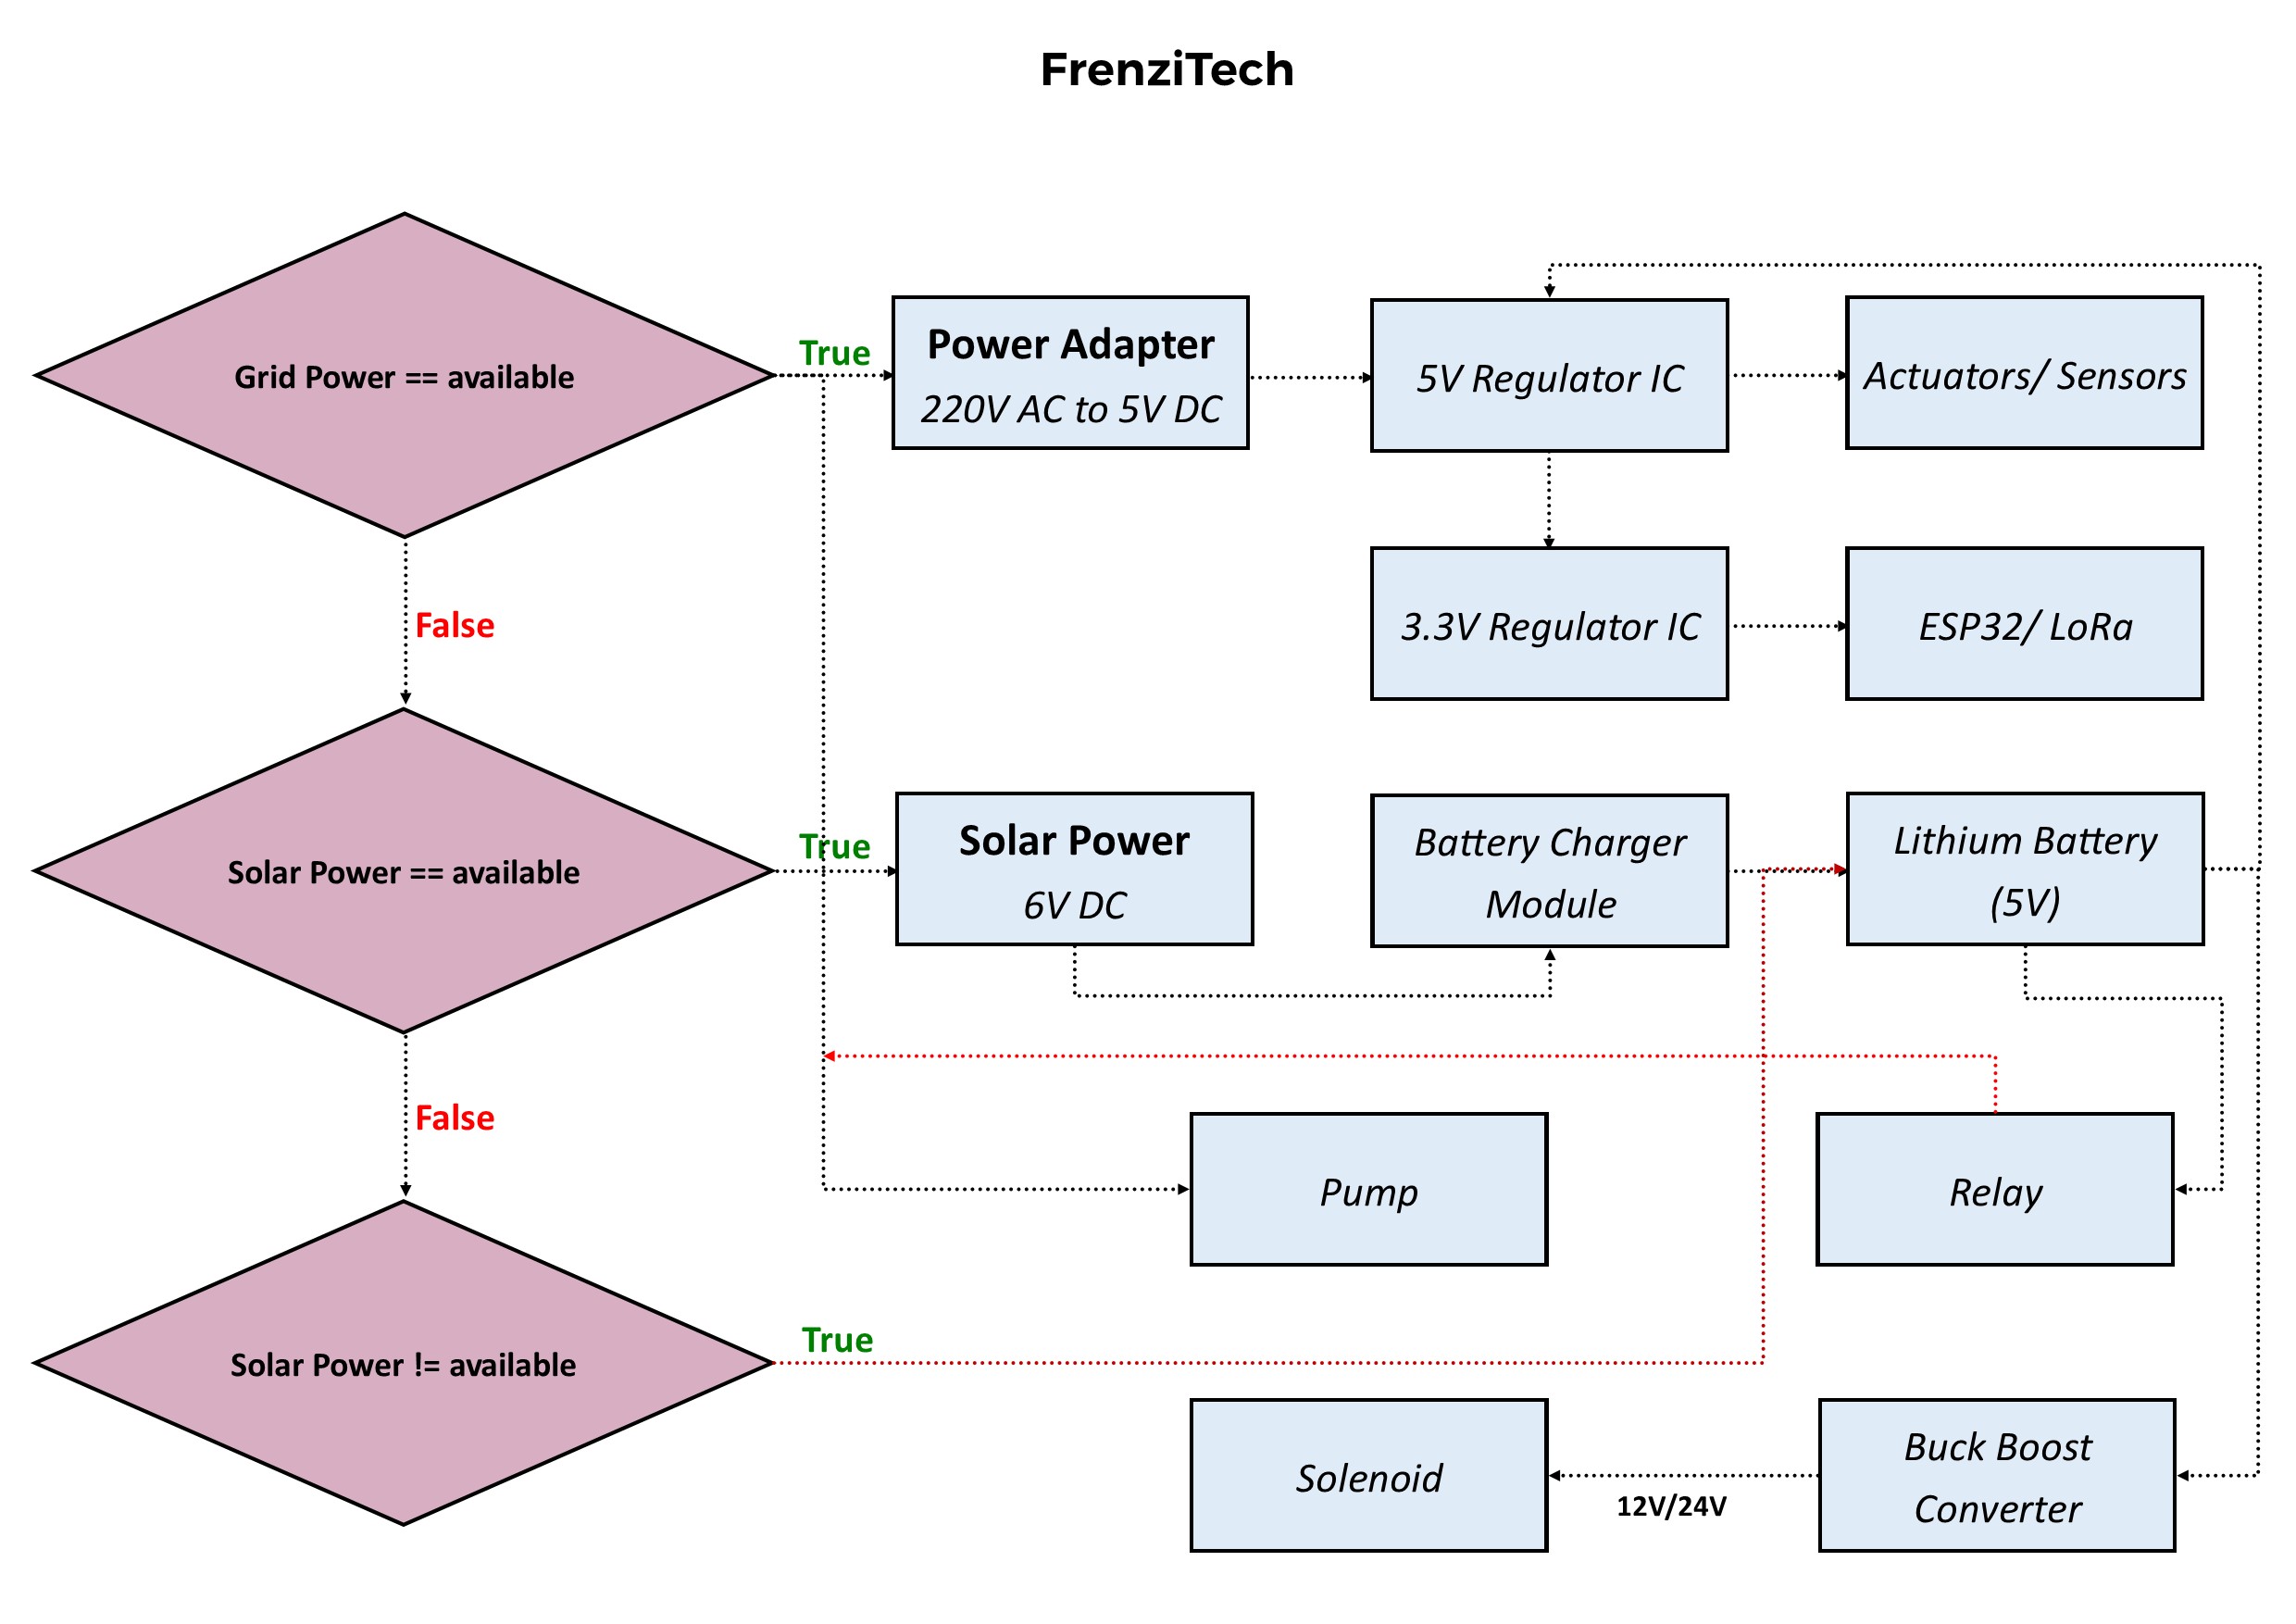 FrenziTech
Grid Power == available
True
Power Adapter
220V AC to 5V DC
5V Regulator IC
Actuators/ Sensors
False
3.3V Regulator IC
ESP32/ LoRa
Solar Power == available
True
Solar Power
6V DC
Battery Charger
Module
Lithium Battery
(5V)
False
Pump
Relay
Solar Power != available
True
Solenoid
12V/24V
Buck Boost
Converter